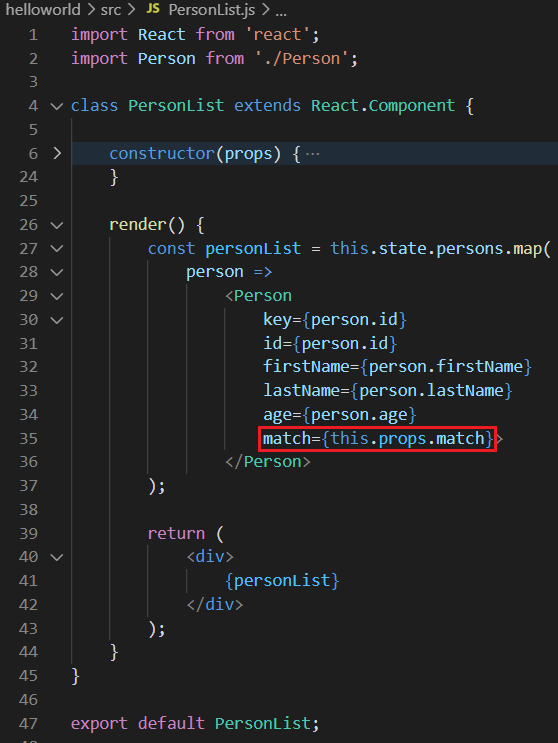 helloworld > src > JS PersonList.js > ...
1 import React from 'react';
2 import Person from './Person';
3
4 class PersonList extends React.Component {
5
6 constructor(props) { ...
24 }
25
26 render() {
27 const personList = this.state.persons.map(
28 person =>
29 <Person
30 key={person.id}
31 id={person.id}
32 firstName={person.firstName}
33 lastName={person.lastName}
34 age={person.age}
35 match={this.props.match}>
36 </Person>
37 );
38
39 return (
40 <div>
41 {personList}
42 </div>
43 );
44 }
45 }
46
47 export default PersonList;